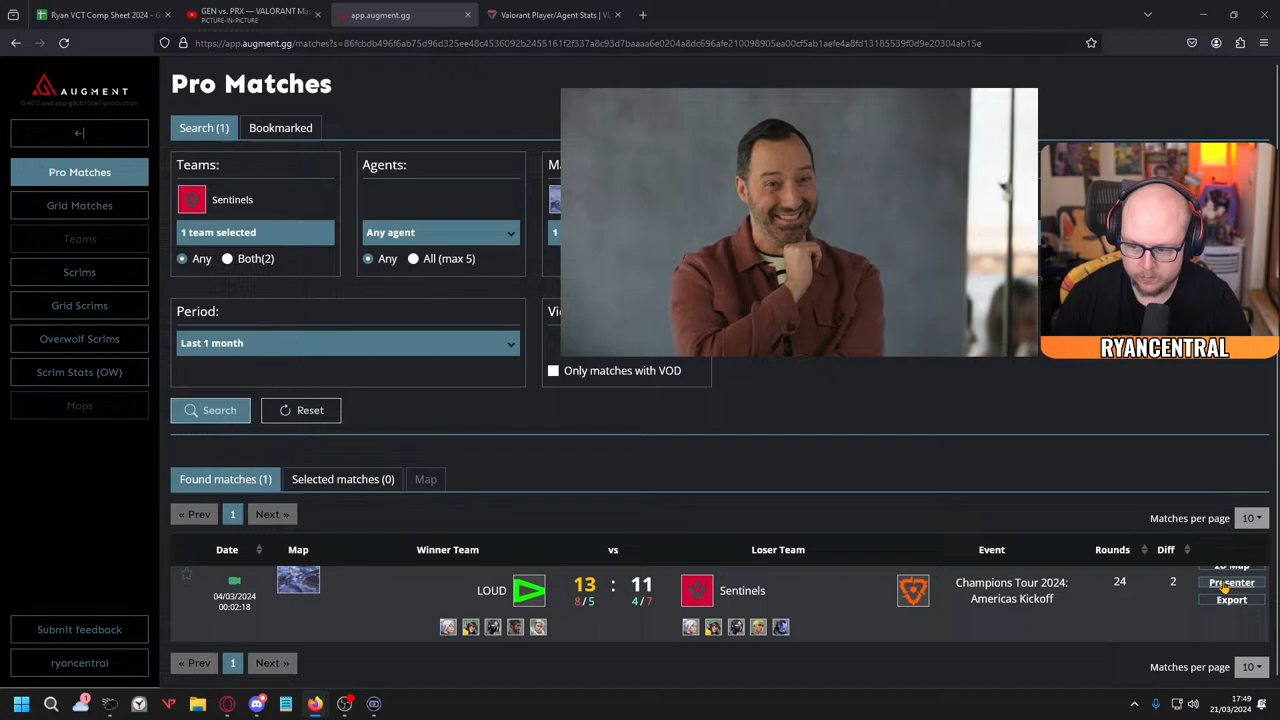 Ryan VCT Comp Sheet 2024 - G
GEN vs. PRX — VALORANT Ma
PICTURE-IN-PICTURE
app.augment.gg
Valorant Player/Agent Stats | VL
AUGMENT
Pro Matches
Search (1)
Bookmarked
Pro Matches
Grid Matches
Teams
Scrims
Grid Scrims
Overwolf Scrims
Scrim Stats (OW)
Maps
Submit feedback
ryancentral
Teams:
Sentinels
1 team selected
Any
Both(2)
Agents:
Any agent
Any
All (max 5)
Ma
1
Period:
Last 1 month
Only matches with VOD
Search
Reset
RYANCENTRAL
Found matches (1)
Selected matches (0)
Map
« Prev
1
Next »
Matches per page
10
Date
Map
Winner Team
vs
Loser Team
Event
Rounds
Diff
04/03/2024
00:02:18
LOUD
13 : 11
8 / 5
4 / 7
Sentinels
Champions Tour 2024:
Americas Kickoff
24
2
2D Map
Presenter
Export
« Prev
1
Next »
Matches per page
10
17:49
21/03/2024